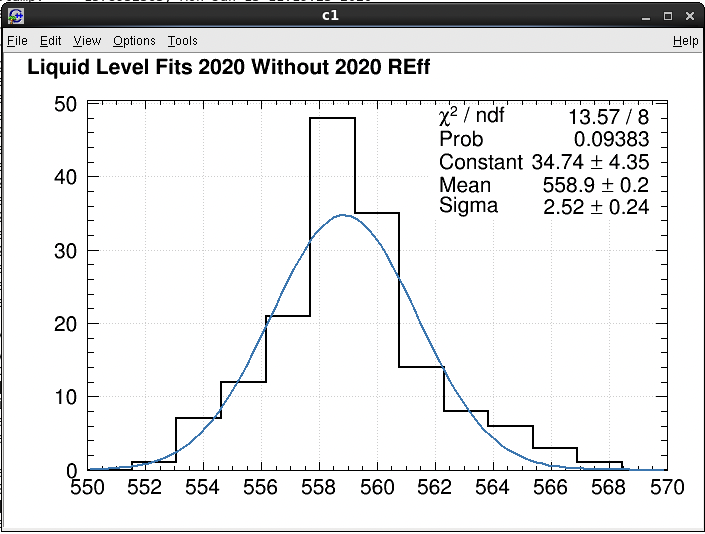 c1
File Edit View Options Tools Help
Liquid Level Fits 2020 Without 2020 REff
χ² / ndf 13.57 / 8
Prob 0.09383
Constant 34.74 ± 4.35
Mean 558.9 ± 0.2
Sigma 2.52 ± 0.24
50
40
30
20
10
0
550 552 554 556 558 560 562 564 566 568 570